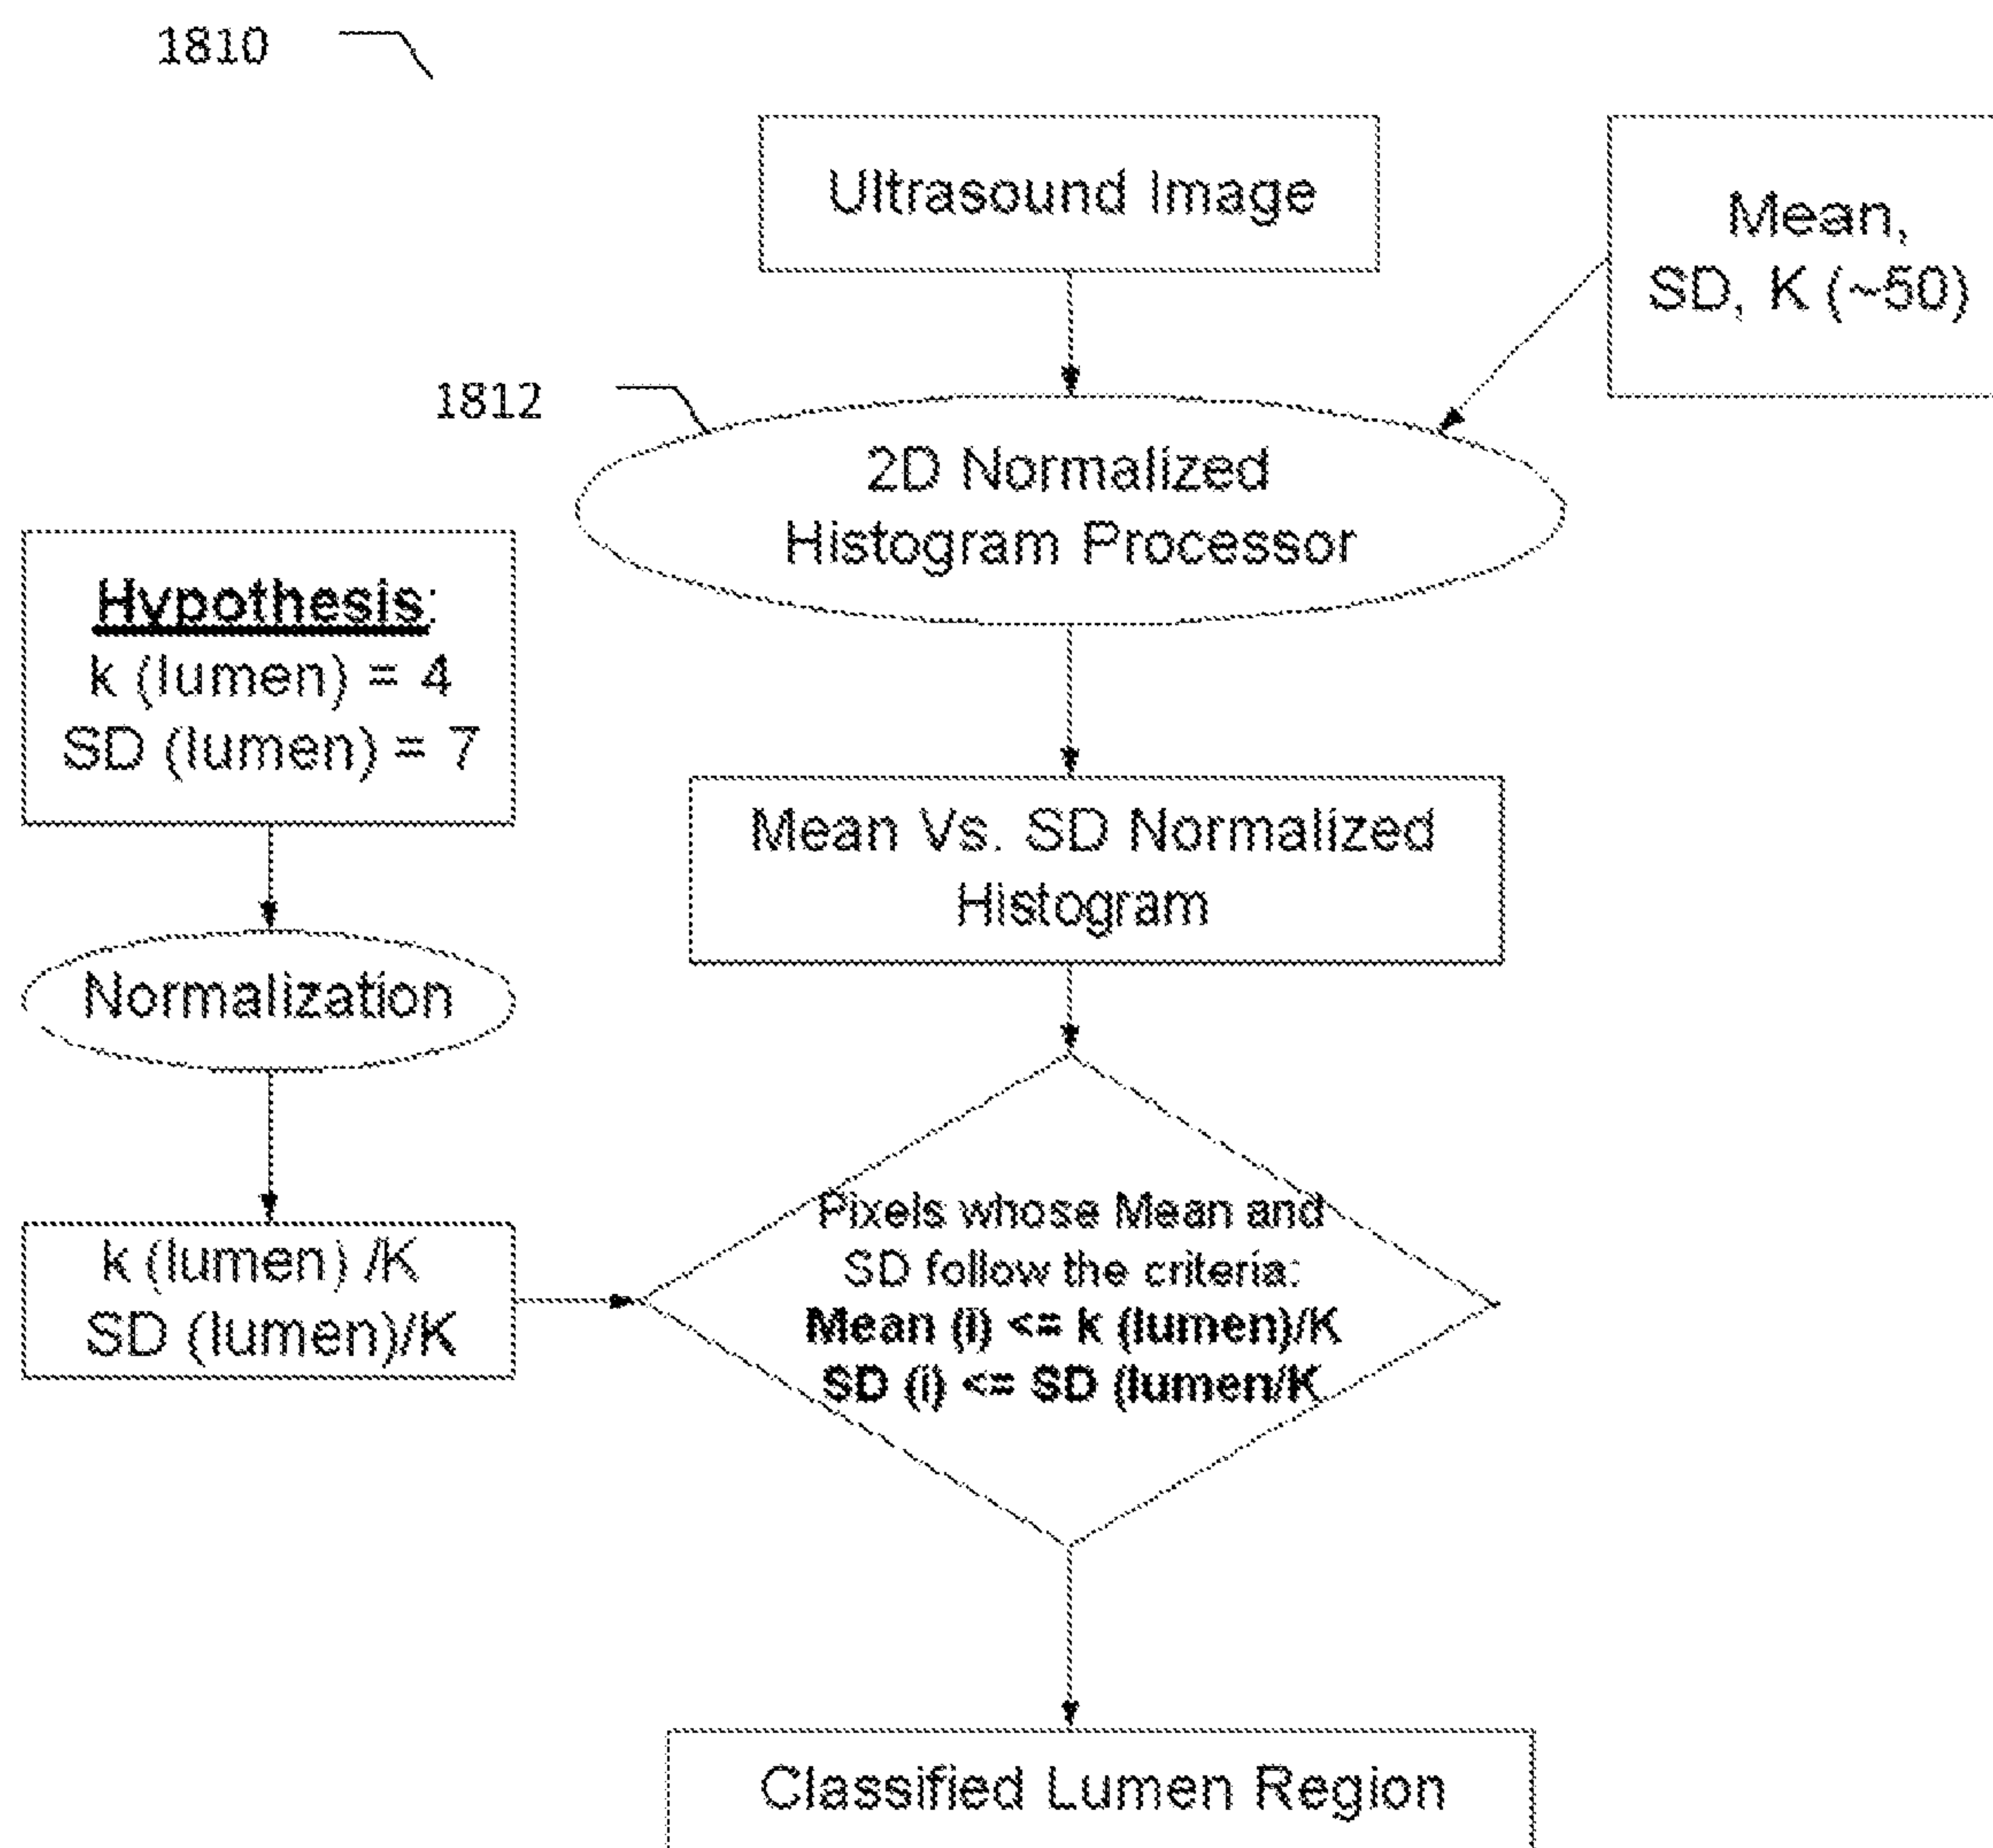 1810
Ultrasound Image
Mean,
SD, K (~50)
1812
2D Normalized
Histogram Processor
Hypothesis:
k (lumen) = 4
SD (lumen) = 7
Mean Vs. SD Normalized
Histogram
Normalization
k (lumen) /K
SD (lumen)/K
Pixels whose Mean and
SD follow the criteria:
Mean (i) <= k (lumen)/K
SD (i) <= SD (lumen/K
Classified Lumen Region